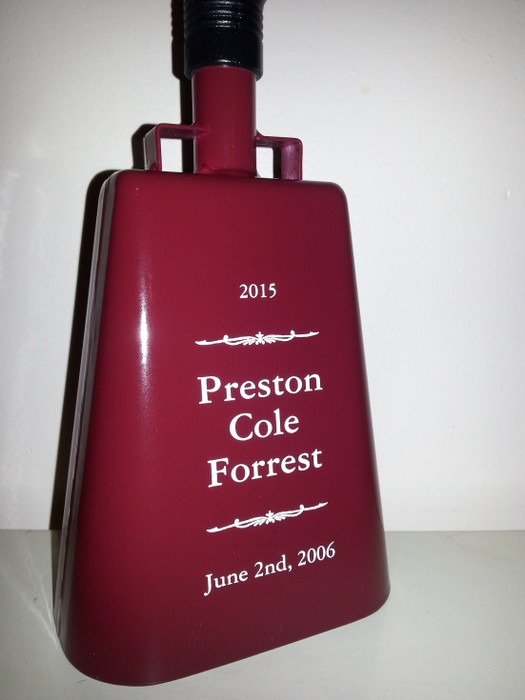 2015
Preston
Cole
Forrest
June 2nd, 2006